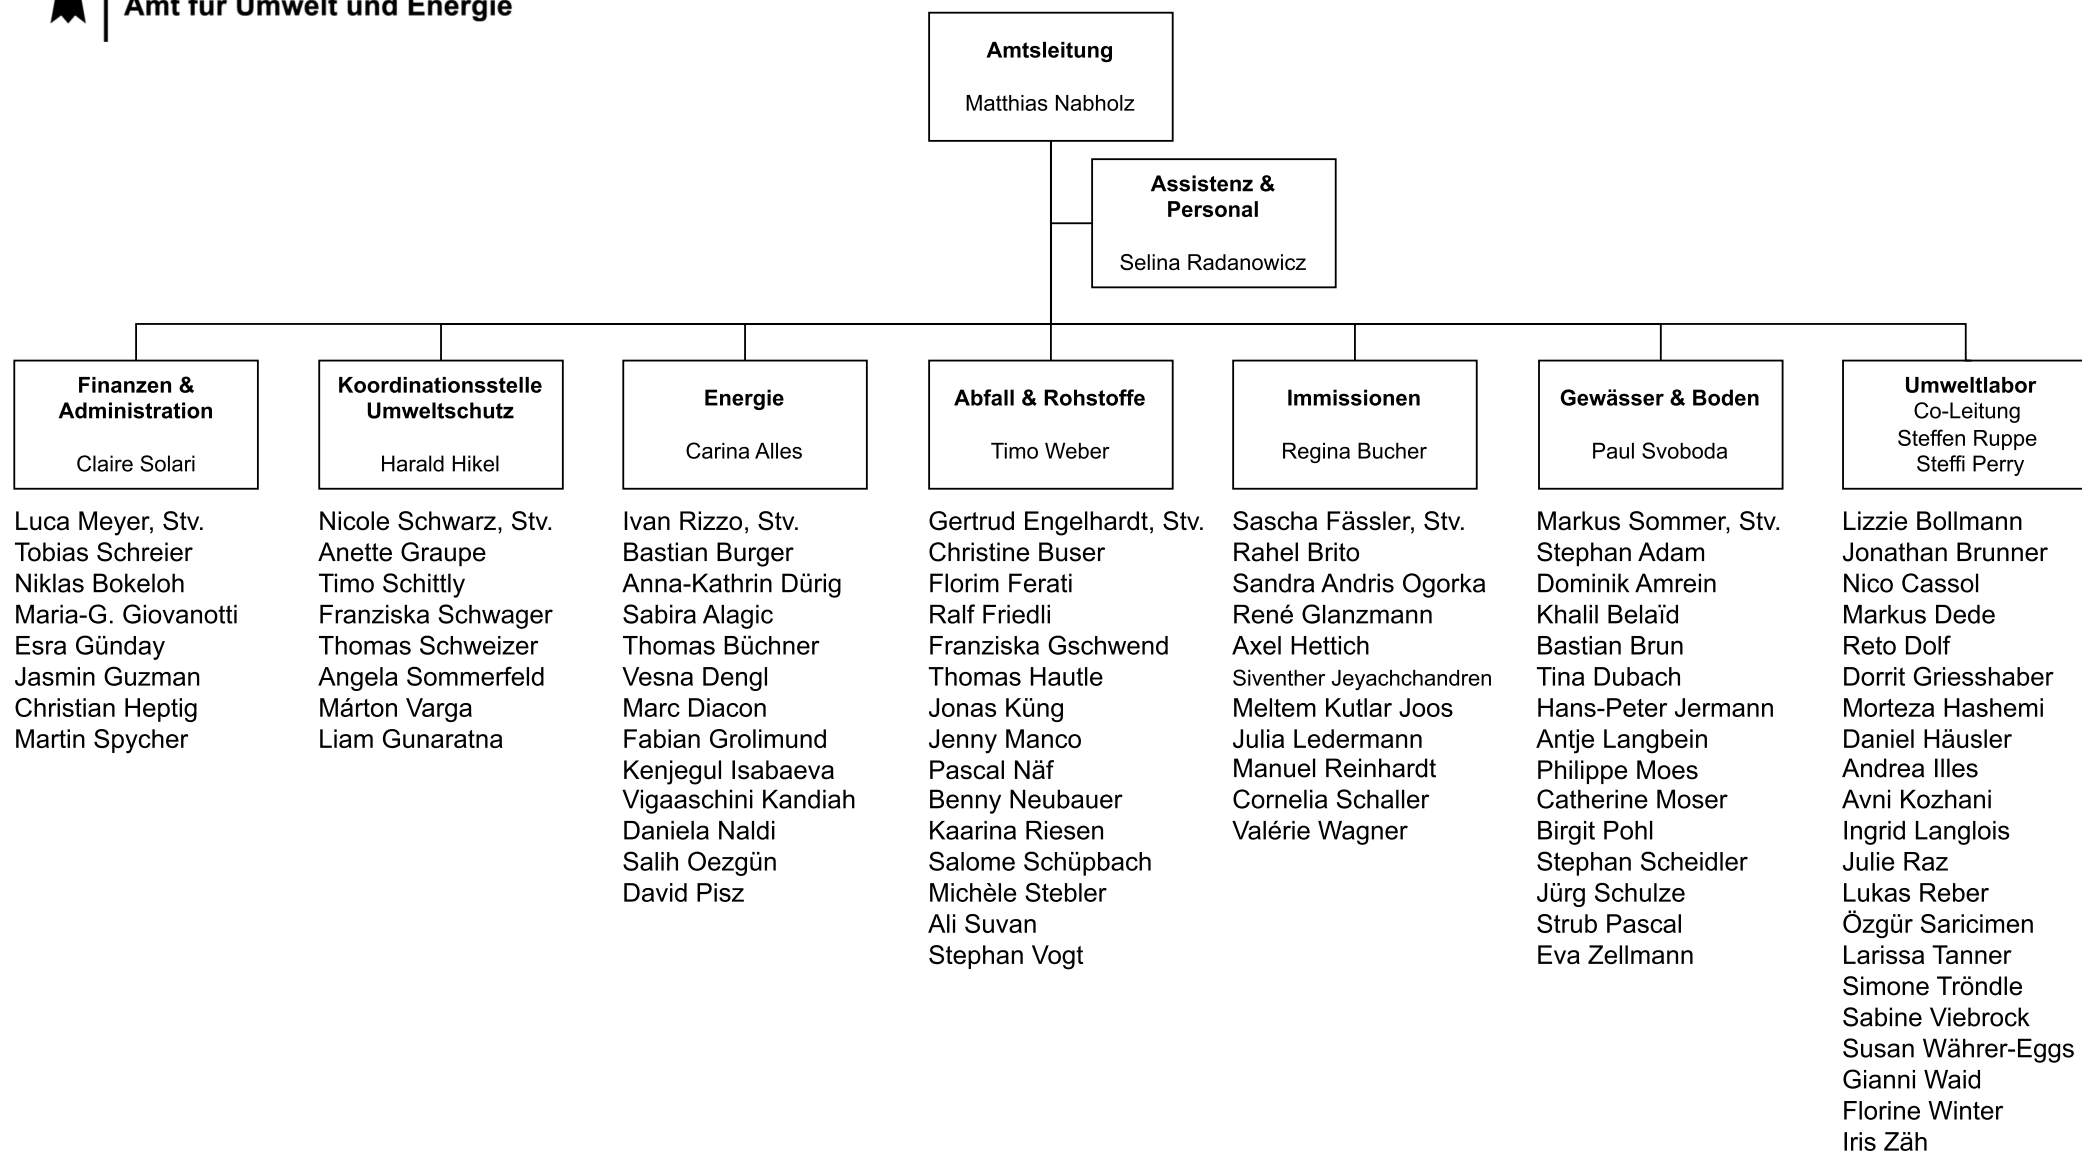 Amt für Umwelt und Energie
Amtsleitung
Matthias Nabholz
Assistenz &
Personal
Selina Radanowicz
Finanzen &
Administration
Claire Solari
Luca Meyer, Stv.
Tobias Schreier
Niklas Bokeloh
Maria-G. Giovanotti
Esra Günday
Jasmin Guzman
Christian Heptig
Martin Spycher
Koordinationsstelle
Umweltschutz
Harald Hikel
Nicole Schwarz, Stv.
Anette Graupe
Timo Schittly
Franziska Schwager
Thomas Schweizer
Angela Sommerfeld
Márton Varga
Liam Gunaratna
Energie
Carina Alles
Ivan Rizzo, Stv.
Bastian Burger
Anna-Kathrin Dürig
Sabira Alagic
Thomas Büchner
Vesna Dengl
Marc Diacon
Fabian Grolimund
Kenjegul Isabaeva
Vigaaschini Kandiah
Daniela Naldi
Salih Oezgün
David Pisz
Abfall & Rohstoffe
Timo Weber
Gertrud Engelhardt, Stv.
Christine Buser
Florim Ferati
Ralf Friedli
Franziska Gschwend
Thomas Hautle
Jonas Küng
Jenny Manco
Pascal Näf
Benny Neubauer
Kaarina Riesen
Salome Schüpbach
Michèle Stebler
Ali Suvan
Stephan Vogt
Immissionen
Regina Bucher
Sascha Fässler, Stv.
Rahel Brito
Sandra Andris Ogorka
René Glanzmann
Axel Hettich
Siventher Jeyachchandren
Meltem Kutlar Joos
Julia Ledermann
Manuel Reinhardt
Cornelia Schaller
Valérie Wagner
Gewässer & Boden
Paul Svoboda
Markus Sommer, Stv.
Stephan Adam
Dominik Amrein
Khalil Belaïd
Bastian Brun
Tina Dubach
Hans-Peter Jermann
Antje Langbein
Philippe Moes
Catherine Moser
Birgit Pohl
Stephan Scheidler
Jürg Schulze
Strub Pascal
Eva Zellmann
Umweltlabor
Co-Leitung
Steffen Ruppe
Steffi Perry
Lizzie Bollmann
Jonathan Brunner
Nico Cassol
Markus Dede
Reto Dolf
Dorrit Griesshaber
Morteza Hashemi
Daniel Häusler
Andrea Illes
Avni Kozhani
Ingrid Langlois
Julie Raz
Lukas Reber
Özgür Saricimen
Larissa Tanner
Simone Tröndle
Sabine Viebrock
Susan Währer-Eggs
Gianni Waid
Florine Winter
Iris Zäh